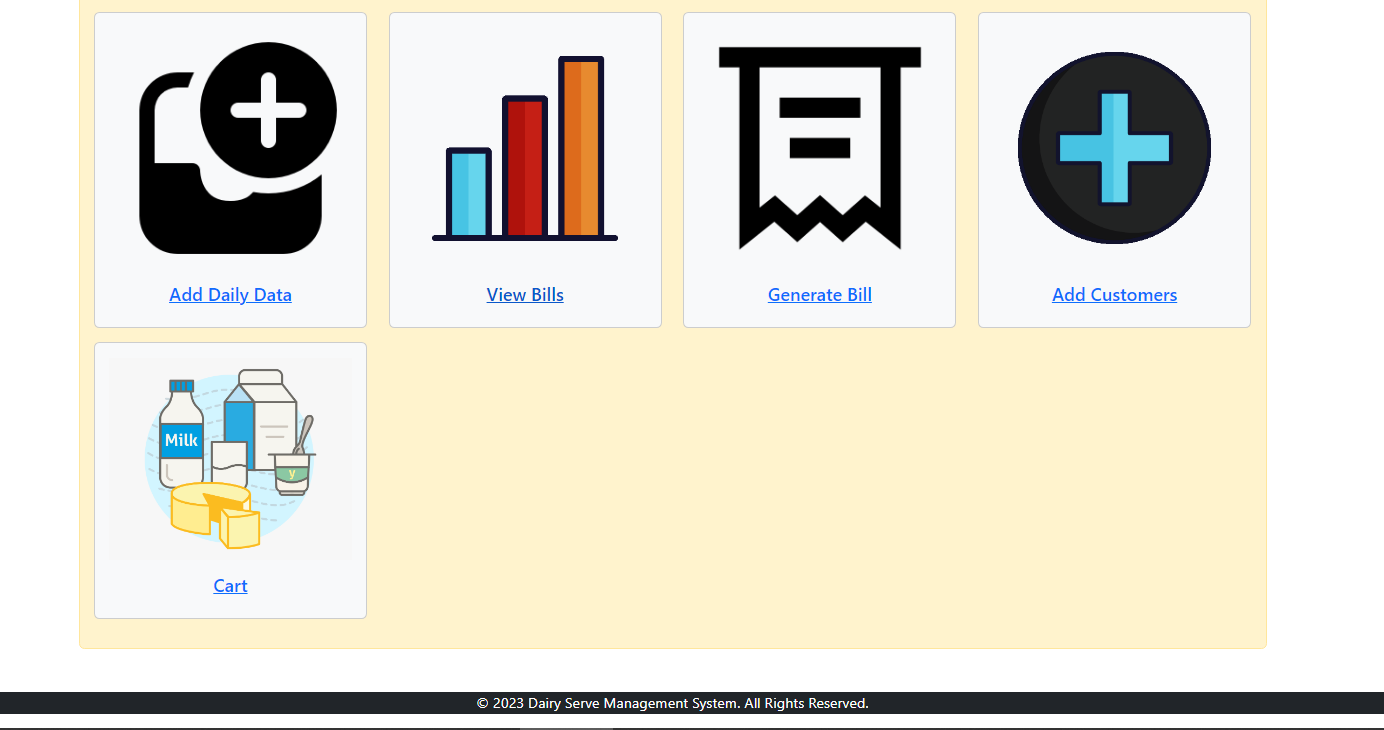 Add Daily Data
View Bills
Generate Bill
Add Customers
Milk
y
Cart
© 2023 Dairy Serve Management System. All Rights Reserved.